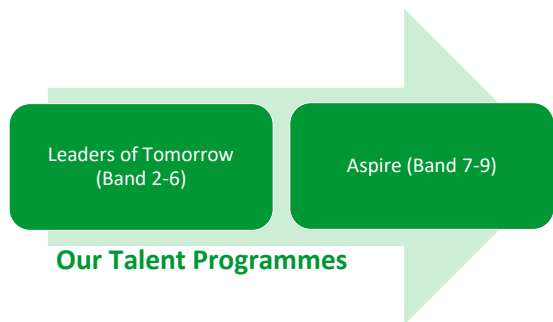 Leaders of Tomorrow
(Band 2-6)
Aspire (Band 7-9)
Our Talent Programmes